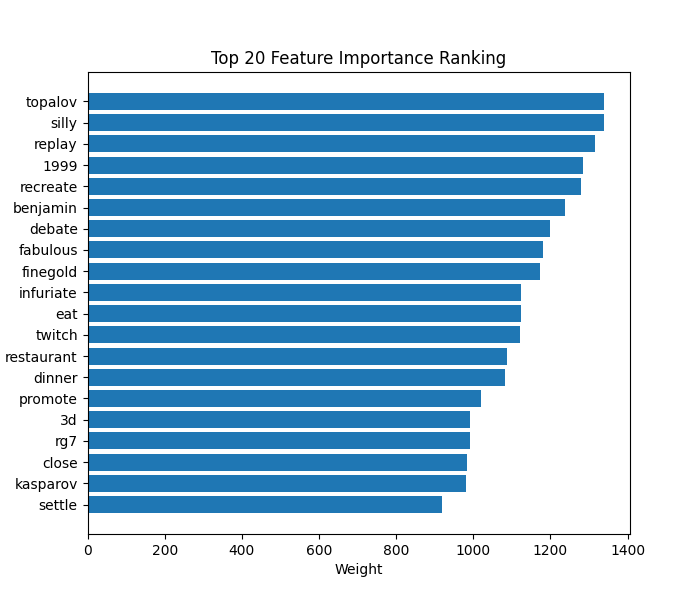 Top 20 Feature Importance Ranking
topalov
silly
replay
1999
recreate
benjamin
debate
fabulous
finegold
infuriate
eat
twitch
restaurant
dinner
promote
3d
rg7
close
kasparov
settle
0 200 400 600 800 1000 1200 1400
Weight